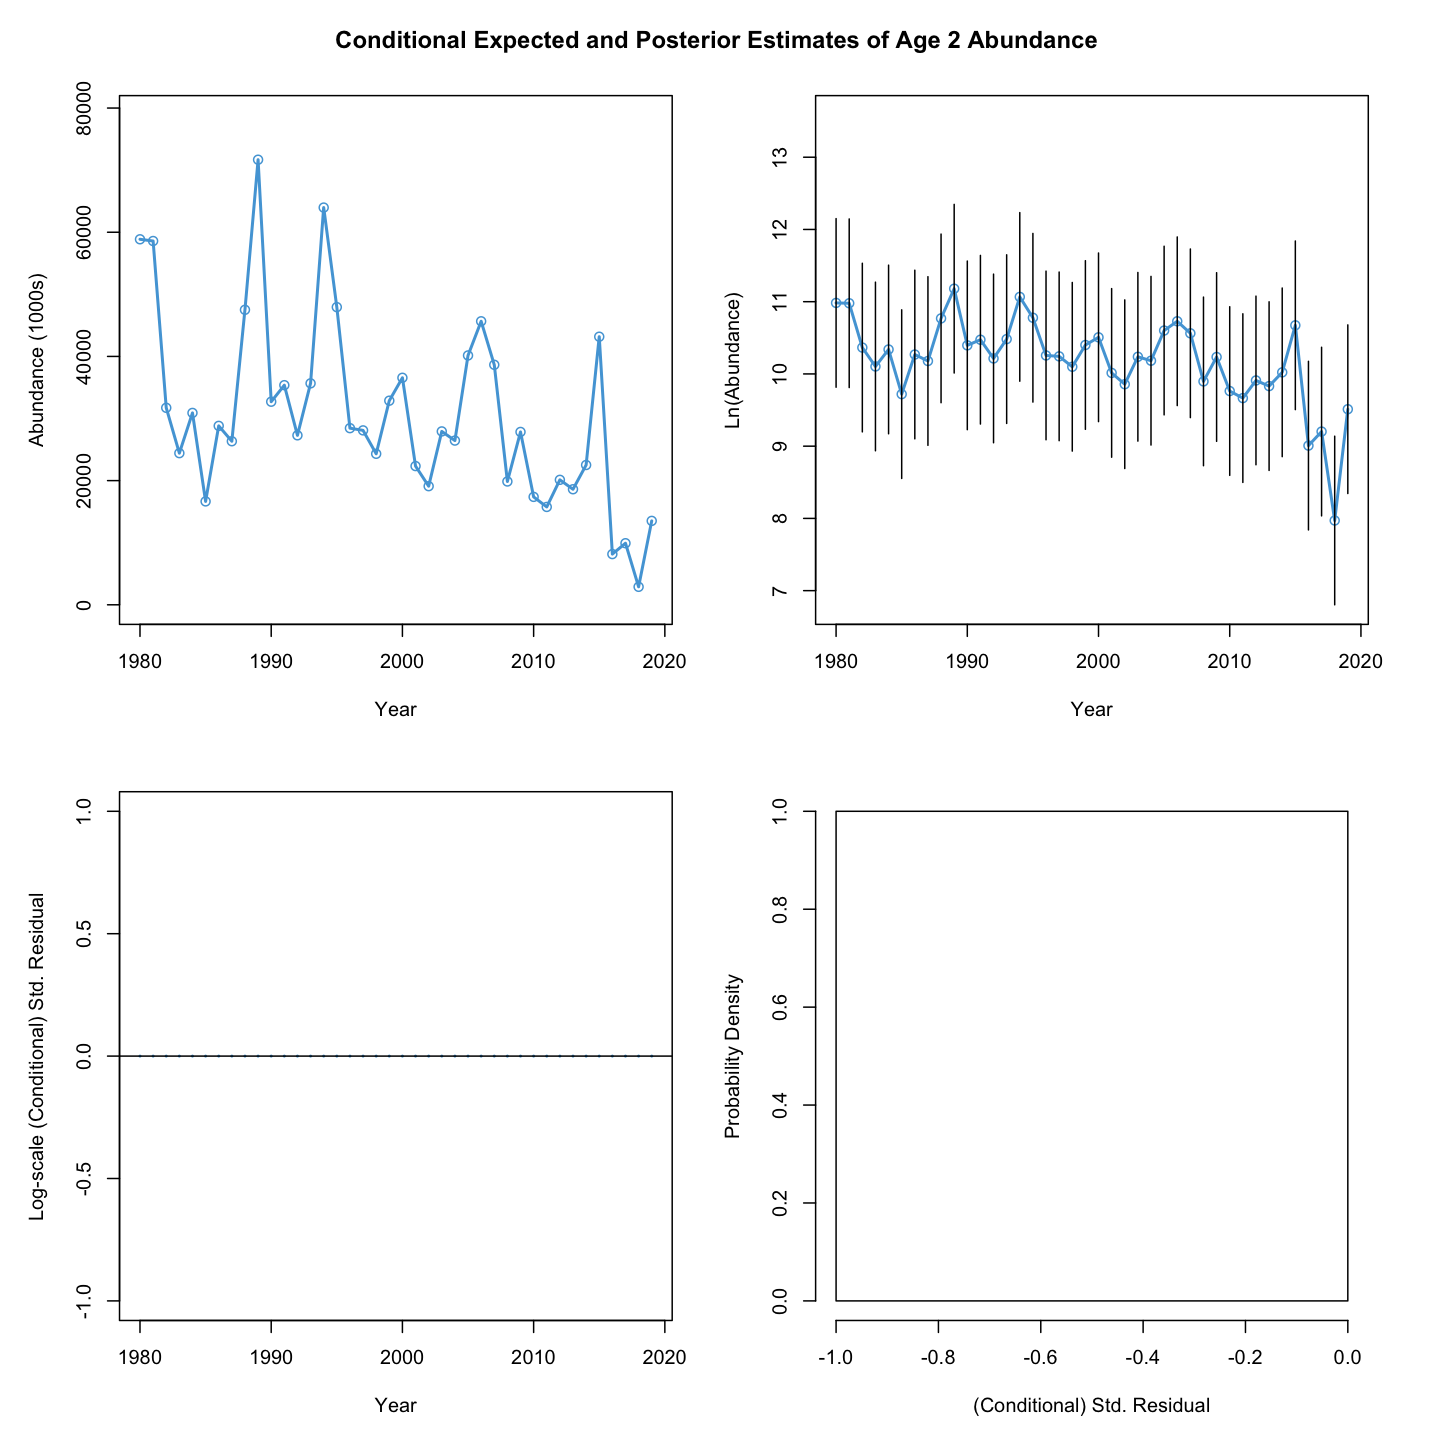 Conditional Expected and Posterior Estimates of Age 2 Abundance
Abundance (1000s)
80000
60000
40000
20000
0
1980 1990 2000 2010 2020
Year
Ln(Abundance)
13
12
11
10
9
8
7
1980 1990 2000 2010 2020
Year
Log-scale (Conditional) Std. Residual
1.0
0.5
0.0
-0.5
-1.0
1980 1990 2000 2010 2020
Year
Probability Density
1.0
0.8
0.6
0.4
0.2
0.0
-1.0 -0.8 -0.6 -0.4 -0.2 0.0
(Conditional) Std. Residual